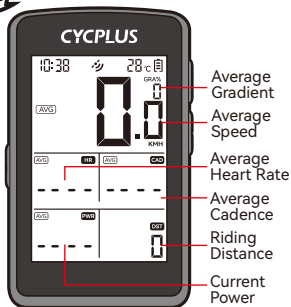 CYCPLUS
10:38 28°C
GRA%
0
AVG
0.0
KMH
AVG HR AVG CAD
---- ----
AVG PWR DST
---- 0
Average
Gradient
Average
Speed
Average
Heart Rate
Average
Cadence
Riding
Distance
Current
Power